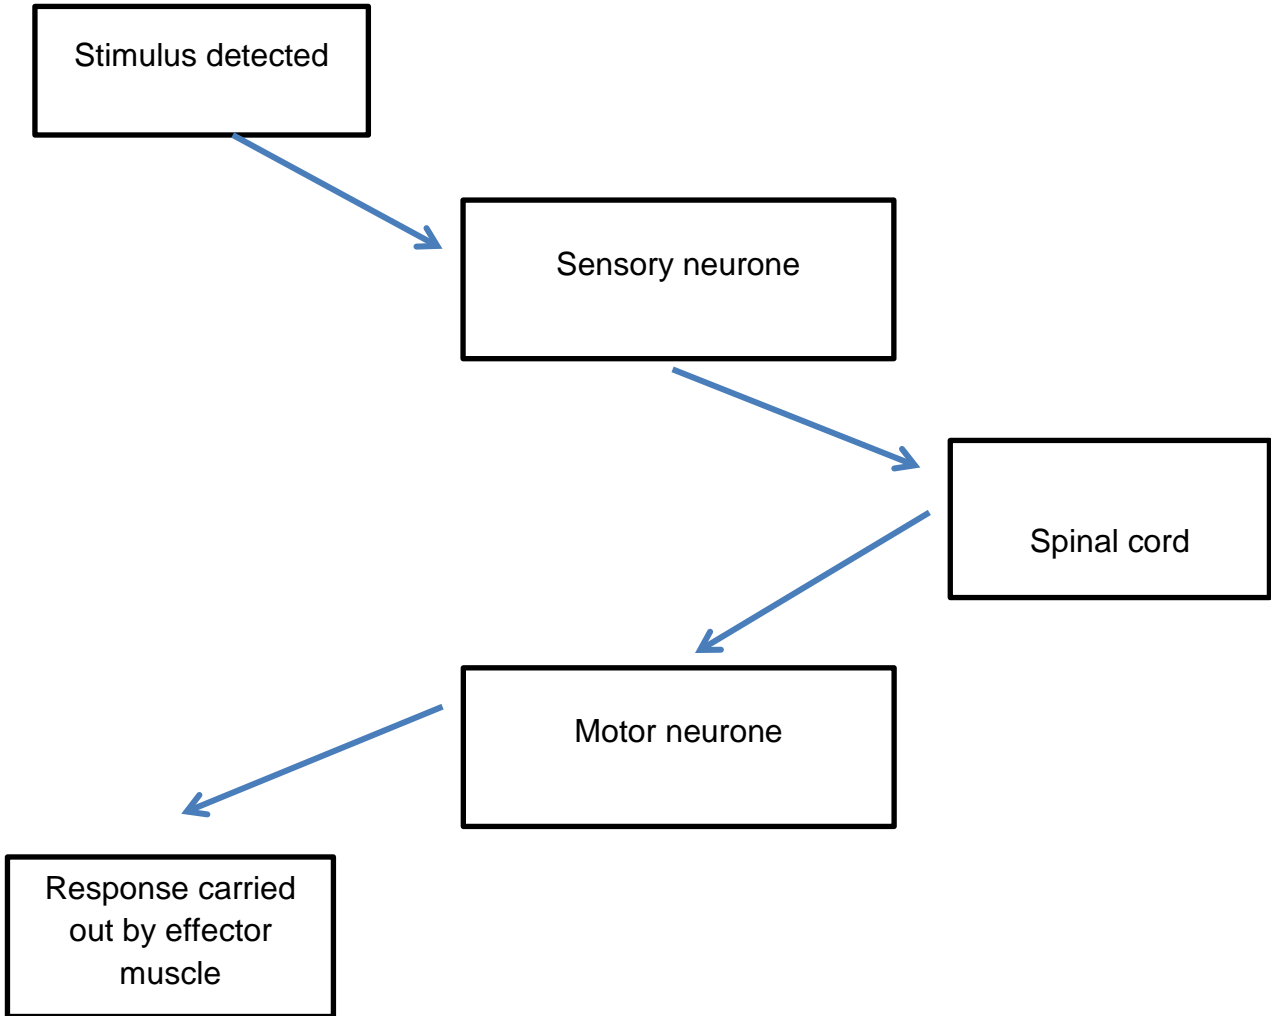 Stimulus detected
Sensory neurone
Spinal cord
Motor neurone
Response carried
out by effector
muscle